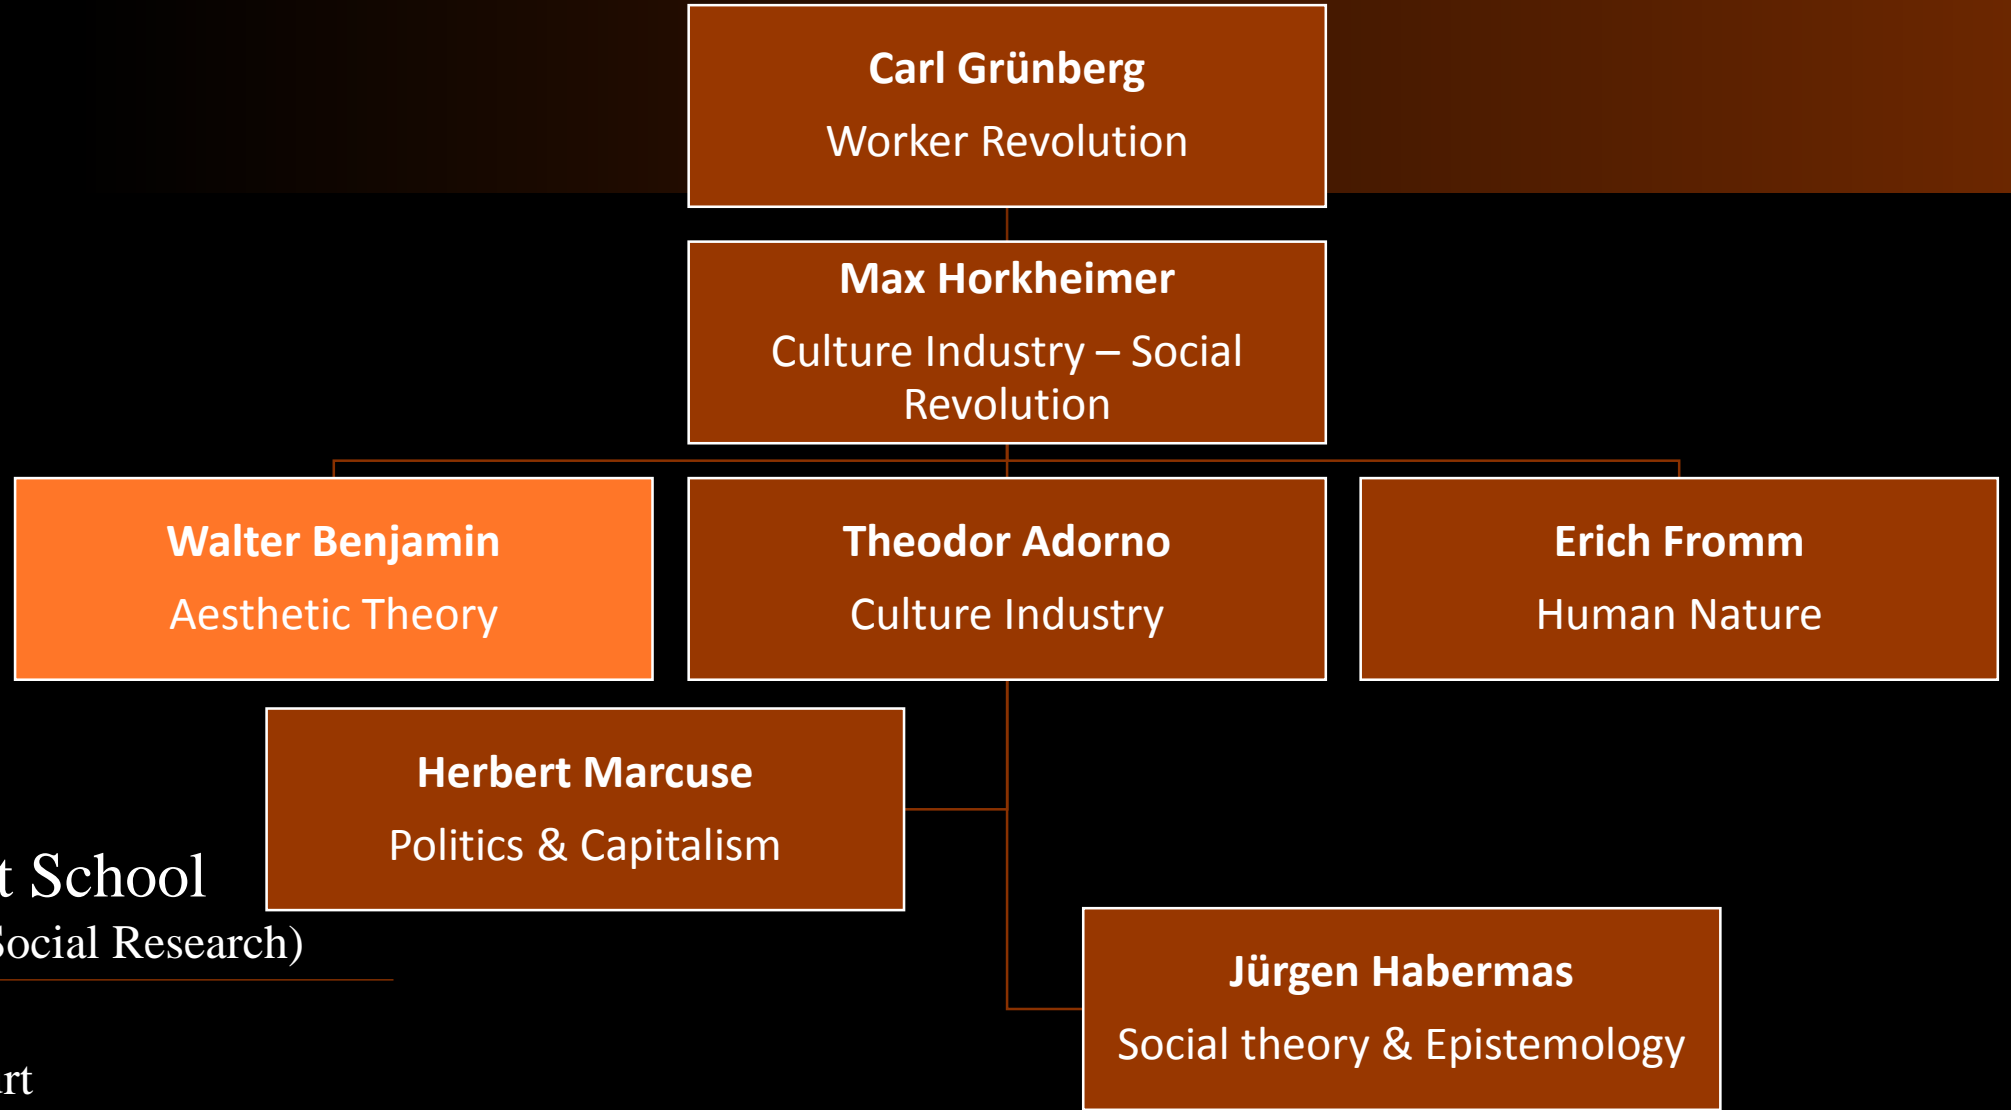 Carl Grünberg
Worker Revolution
Max Horkheimer
Culture Industry – Social
Revolution
Walter Benjamin
Aesthetic Theory
Theodor Adorno
Culture Industry
Erich Fromm
Human Nature
Herbert Marcuse
Politics & Capitalism
Jürgen Habermas
Social theory & Epistemology
t School
Social Research)
urt